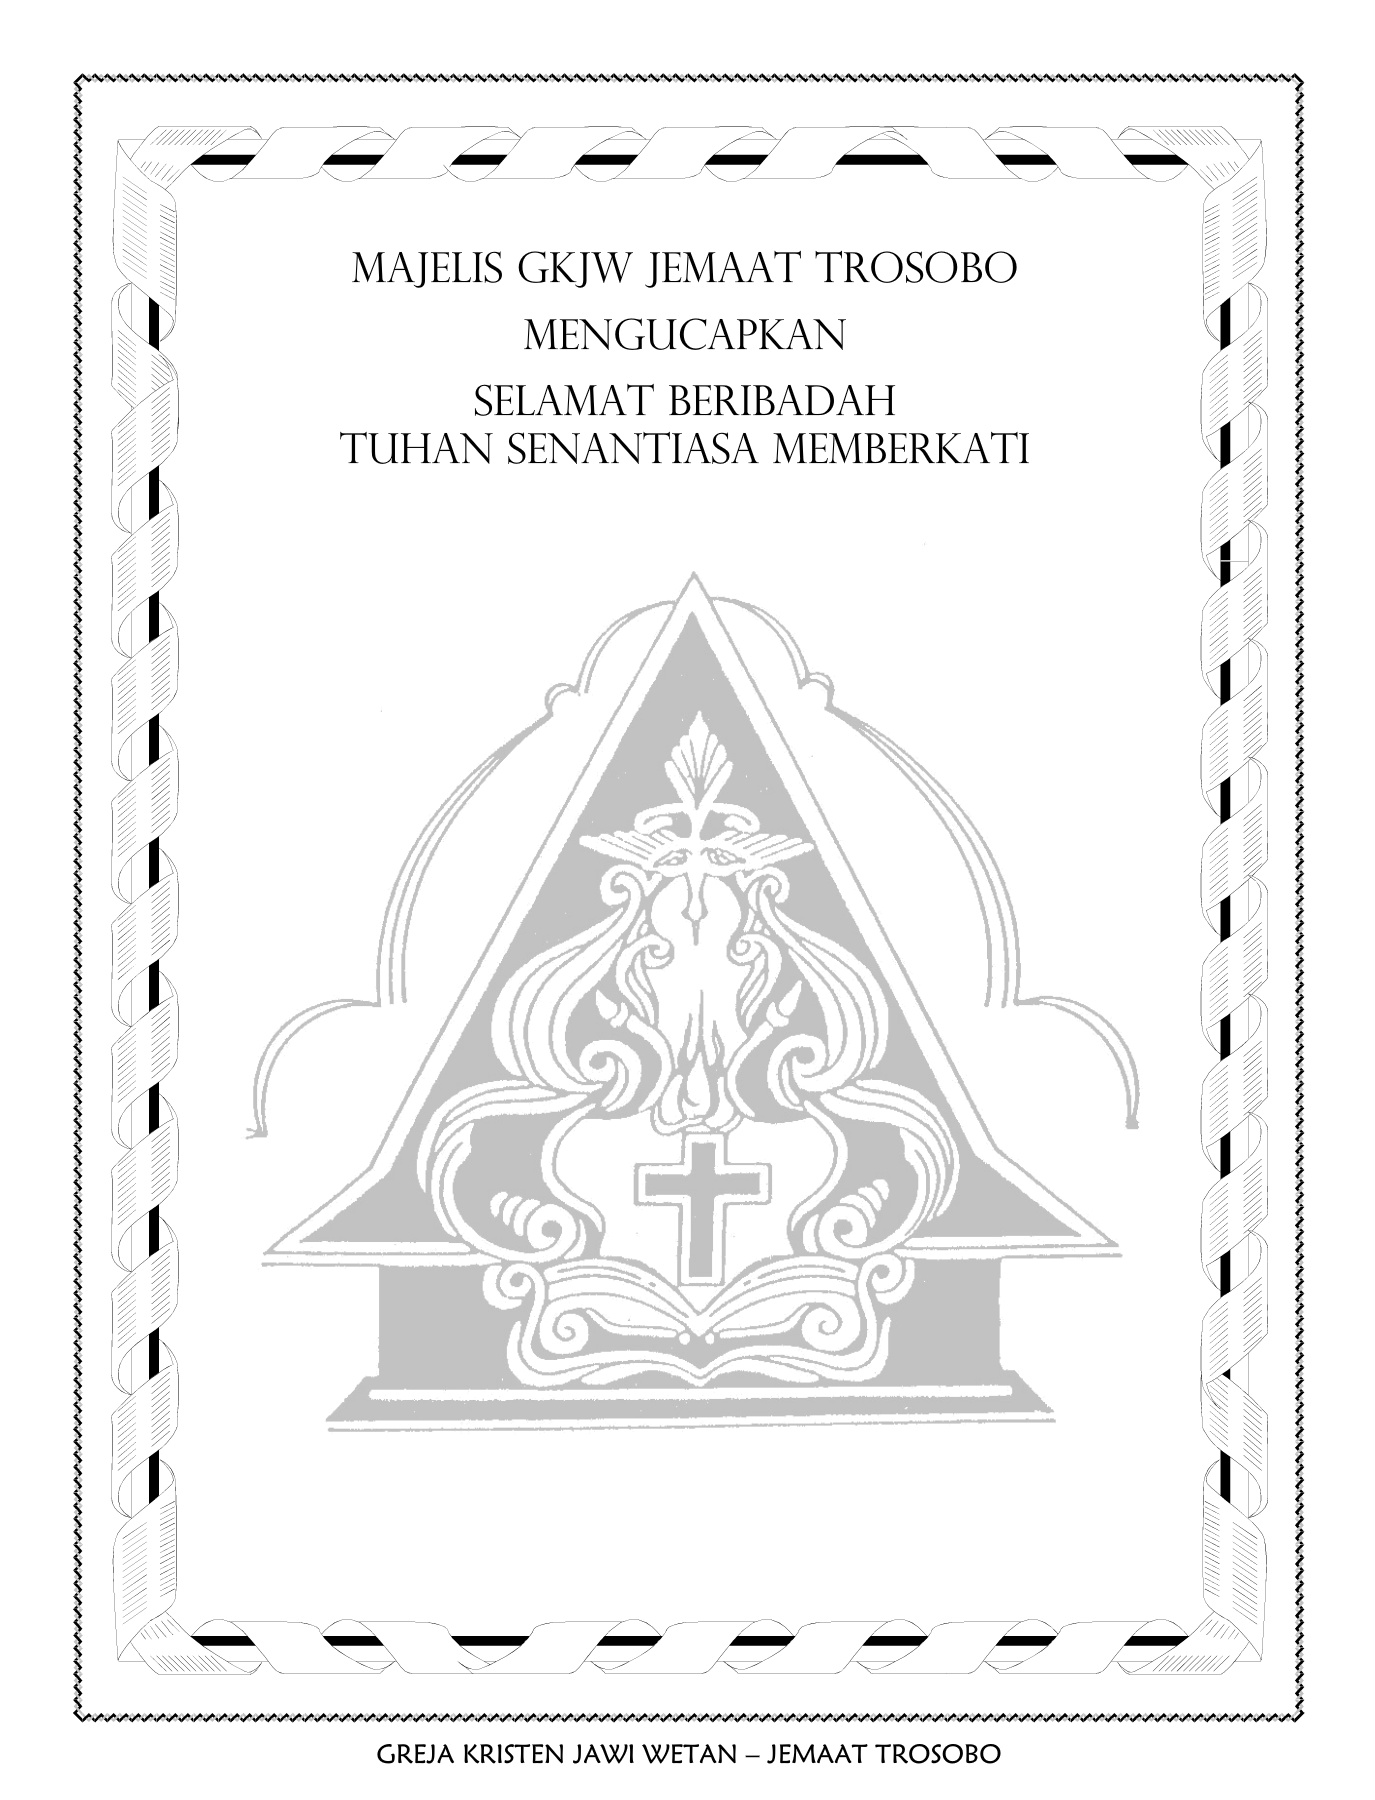 MAJELIS GKJW JEMAAT TROSOBO
MENGUCAPKAN
SELAMAT BERIBADAH
TUHAN SENANTIASA MEMBERKATI
GREJA KRISTEN JAWI WETAN – JEMAAT TROSOBO